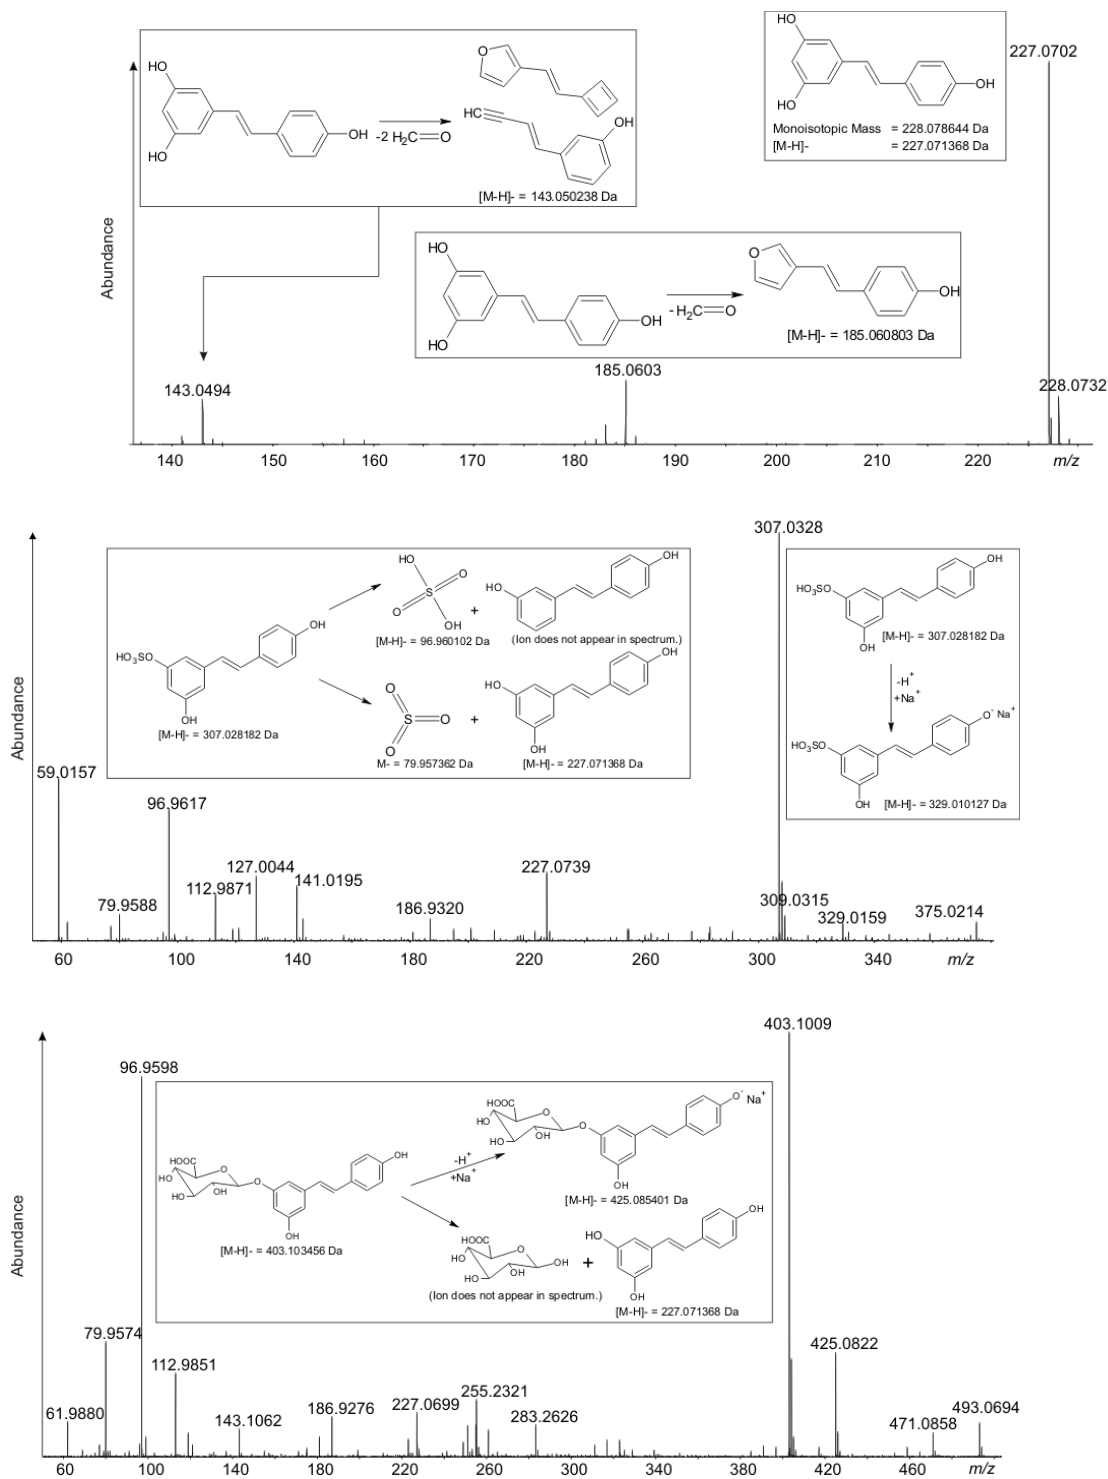 HO
HO
OH
-2 H₂C=O
O
HC
OH
[M-H]- = 143.050238 Da
HO
HO
OH
Monoisotopic Mass = 228.078644 Da
[M-H]- = 227.071368 Da
227.0702
HO
HO
OH
- H₂C=O
O
OH
[M-H]- = 185.060803 Da
Abundance
143.0494
185.0603
228.0732
140 150 160 170 180 190 200 210 220 m/z
307.0328
HO₃SO
OH
OH
[M-H]- = 307.028182 Da
HO
O
S
O
OH
+
HO
OH
[M-H]- = 96.960102 Da
(Ion does not appear in spectrum.)
O
S
O
O
+
HO
OH
OH
M- = 79.957362 Da
[M-H]- = 227.071368 Da
HO₃SO
OH
OH
[M-H]- = 307.028182 Da
-H⁺
+Na⁺
HO₃SO
O⁻ Na⁺
OH
[M-H]- = 329.010127 Da
Abundance
59.0157
96.9617
79.9588
112.9871
127.0044
141.0195
186.9320
227.0739
309.0315
329.0159
375.0214
60 100 140 180 220 260 300 340 m/z
403.1009
96.9598
HOOC
HO
HO
O
OH
O
OH
OH
[M-H]- = 403.103456 Da
-H⁺
+Na⁺
HOOC
HO
HO
O
OH
O
OH
O⁻ Na⁺
[M-H]- = 425.085401 Da
HOOC
HO
HO
O
OH
OH
+
HO
OH
OH
(Ion does not appear in spectrum.)
[M-H]- = 227.071368 Da
Abundance
61.9880
79.9574
112.9851
143.1062
186.9276
227.0699
255.2321
283.2626
425.0822
471.0858
493.0694
60 100 140 180 220 260 300 340 380 420 460 m/z